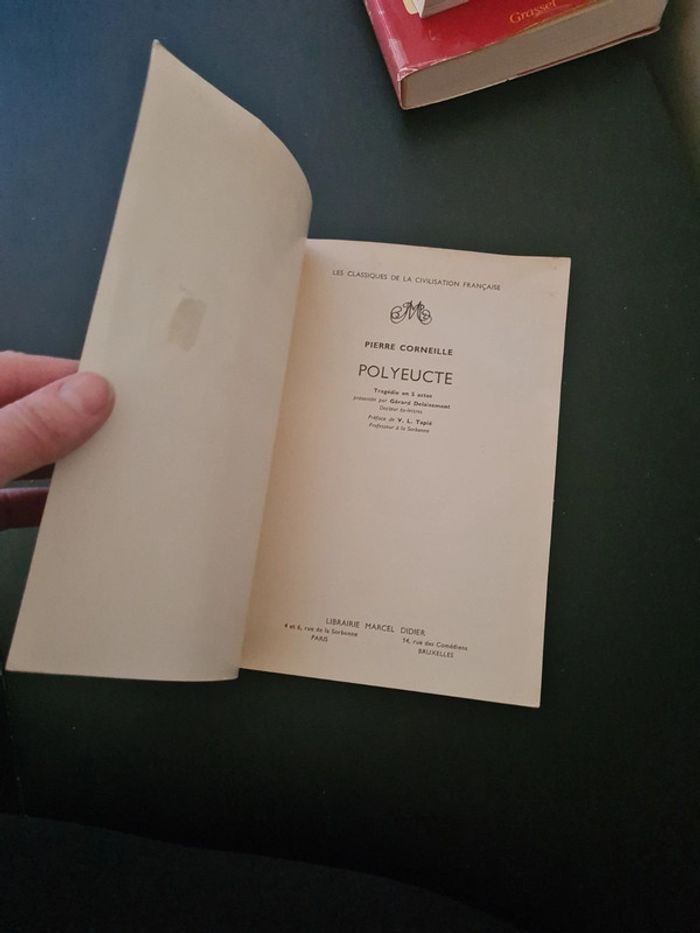 Grasset
LES CLASSIQUES DE LA CIVILISATION FRANÇAISE
PIERRE CORNEILLE
POLYEUCTE
Tragédie en 5 actes
présentée par Gérard Delaisement
Docteur ès-lettres
Préface de V. L. Tapié
Professeur à la Sorbonne
LIBRAIRIE MARCEL DIDIER
4 et 6, rue de la Sorbonne
PARIS
14, rue des Comédiens
BRUXELLES